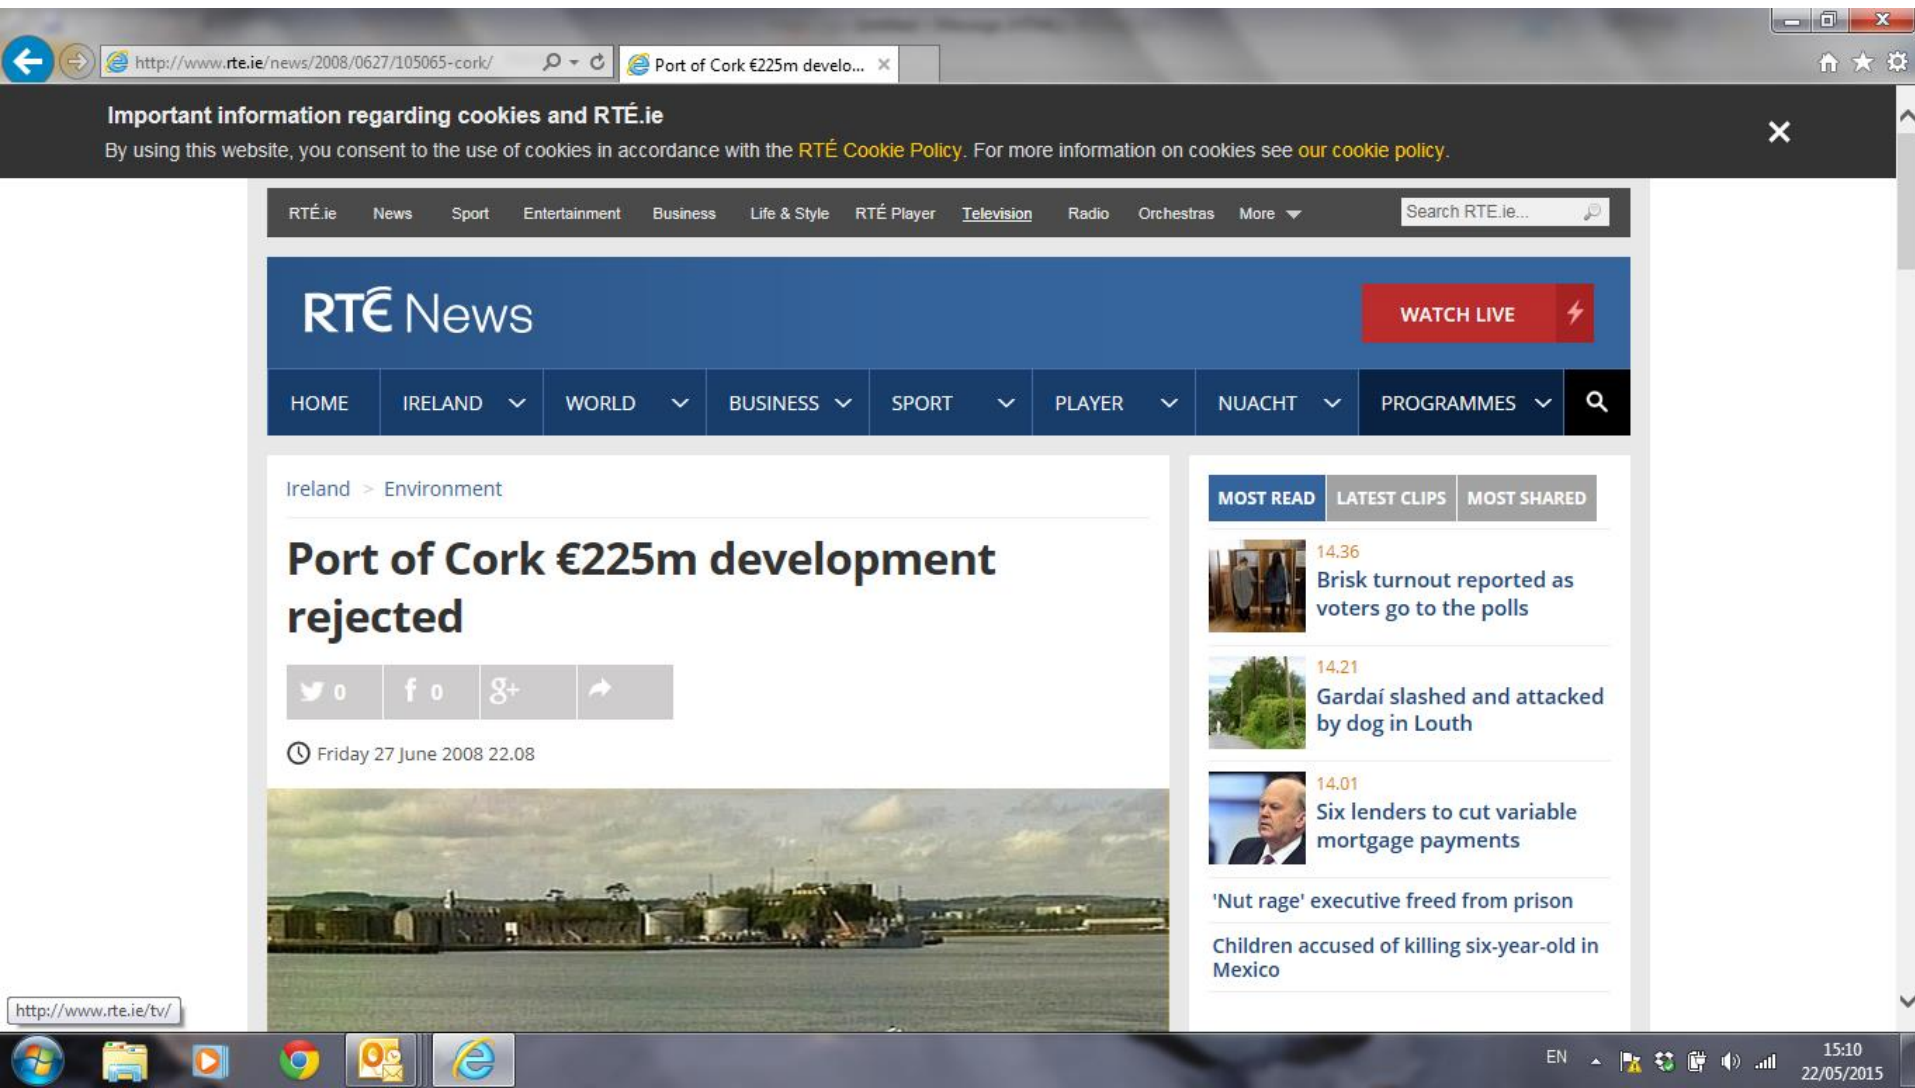 http://www.rte.ie/news/2008/0627/105065-cork/
Port of Cork €225m develo...
Important information regarding cookies and RTÉ.ie
By using this website, you consent to the use of cookies in accordance with the RTÉ Cookie Policy. For more information on cookies see our cookie policy.
RTÉ.ie News Sport Entertainment Business Life & Style RTÉ Player Television Radio Orchestras More
Search RTE.ie...
RTÉ News
WATCH LIVE
HOME IRELAND WORLD BUSINESS SPORT PLAYER NUACHT PROGRAMMES
Ireland > Environment
Port of Cork €225m development
rejected
0 f 0 g+
Friday 27 June 2008 22.08
MOST READ LATEST CLIPS MOST SHARED
14.36
Brisk turnout reported as
voters go to the polls
14.21
Gardaí slashed and attacked
by dog in Louth
14.01
Six lenders to cut variable
mortgage payments
'Nut rage' executive freed from prison
Children accused of killing six-year-old in
Mexico
http://www.rte.ie/tv/
EN
15:10
22/05/2015